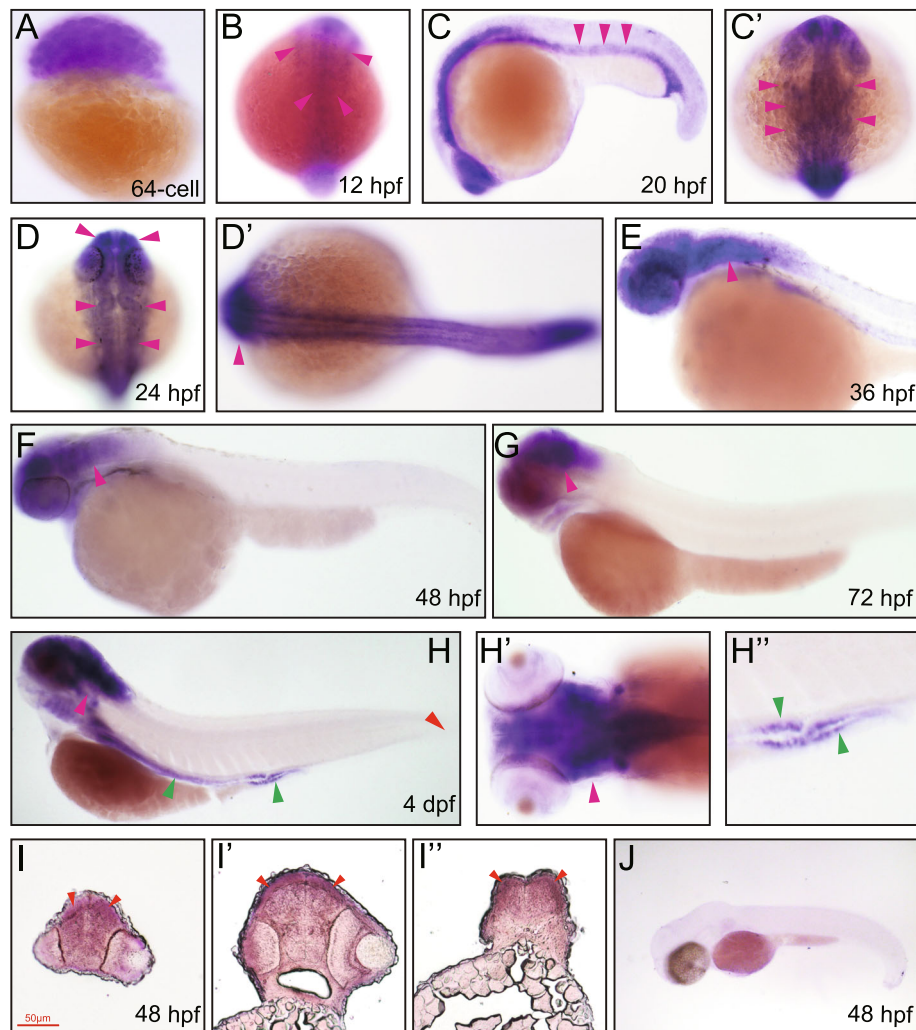 A
64-cell
B
12 hpf
C
20 hpf
C'
D
24 hpf
D'
E
36 hpf
F
48 hpf
G
72 hpf
H
4 dpf
H'
H''
I
50μm
48 hpf
I'
I''
J
48 hpf